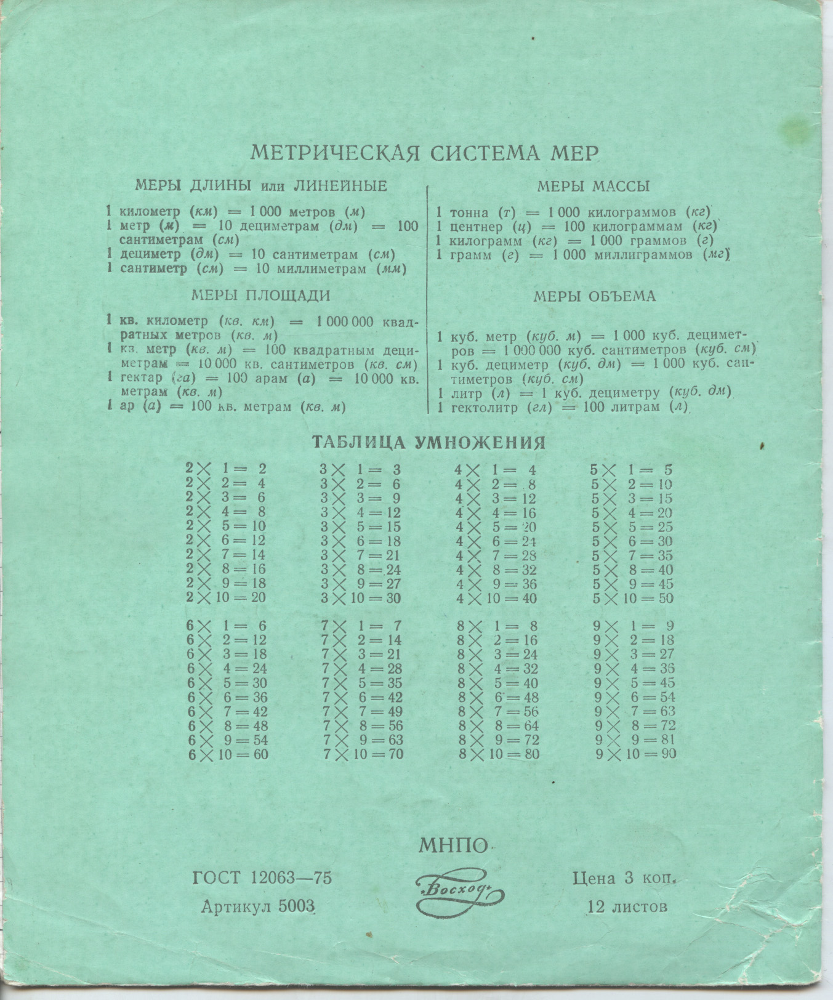 МЕТРИЧЕСКАЯ СИСТЕМА МЕР
МЕРЫ ДЛИНЫ или ЛИНЕЙНЫЕ
1 километр (км) = 1 000 метров (м)
1 метр (м) = 10 дециметрам (дм) = 100
сантиметрам (см)
1 дециметр (дм) = 10 сантиметрам (см)
1 сантиметр (см) = 10 миллиметрам (мм)
МЕРЫ ПЛОЩАДИ
1 кв. километр (кв. км) = 1 000 000 квад-
ратных метров (кв. м)
1 кв. метр (кв. м) = 100 квадратным деци-
метрам = 10 000 кв. сантиметров (кв. см)
1 гектар (га) = 100 арам (а) = 10 000 кв.
метрам (кв. м)
1 ар (а) = 100 кв. метрам (кв. м)
МЕРЫ МАССЫ
1 тонна (т) = 1 000 килограммов (кг)
1 центнер (ц) = 100 килограммам (кг)
1 килограмм (кг) = 1 000 граммов (г)
1 грамм (г) = 1 000 миллиграммов (мг)
МЕРЫ ОБЪЕМА
1 куб. метр (куб. м) = 1 000 куб. децимет-
ров = 1 000 000 куб. сантиметров (куб. см)
1 куб. дециметр (куб. дм) = 1 000 куб. сан-
тиметров (куб. см)
1 литр (л) = 1 куб. дециметру (куб. дм)
1 гектолитр (гл) = 100 литрам (л)
ТАБЛИЦА УМНОЖЕНИЯ
2 × 1 = 2 3 × 1 = 3 4 × 1 = 4 5 × 1 = 5
2 × 2 = 4 3 × 2 = 6 4 × 2 = 8 5 × 2 = 10
2 × 3 = 6 3 × 3 = 9 4 × 3 = 12 5 × 3 = 15
2 × 4 = 8 3 × 4 = 12 4 × 4 = 16 5 × 4 = 20
2 × 5 = 10 3 × 5 = 15 4 × 5 = 20 5 × 5 = 25
2 × 6 = 12 3 × 6 = 18 4 × 6 = 24 5 × 6 = 30
2 × 7 = 14 3 × 7 = 21 4 × 7 = 28 5 × 7 = 35
2 × 8 = 16 3 × 8 = 24 4 × 8 = 32 5 × 8 = 40
2 × 9 = 18 3 × 9 = 27 4 × 9 = 36 5 × 9 = 45
2 × 10 = 20 3 × 10 = 30 4 × 10 = 40 5 × 10 = 50
6 × 1 = 6 7 × 1 = 7 8 × 1 = 8 9 × 1 = 9
6 × 2 = 12 7 × 2 = 14 8 × 2 = 16 9 × 2 = 18
6 × 3 = 18 7 × 3 = 21 8 × 3 = 24 9 × 3 = 27
6 × 4 = 24 7 × 4 = 28 8 × 4 = 32 9 × 4 = 36
6 × 5 = 30 7 × 5 = 35 8 × 5 = 40 9 × 5 = 45
6 × 6 = 36 7 × 6 = 42 8 × 6 = 48 9 × 6 = 54
6 × 7 = 42 7 × 7 = 49 8 × 7 = 56 9 × 7 = 63
6 × 8 = 48 7 × 8 = 56 8 × 8 = 64 9 × 8 = 72
6 × 9 = 54 7 × 9 = 63 8 × 9 = 72 9 × 9 = 81
6 × 10 = 60 7 × 10 = 70 8 × 10 = 80 9 × 10 = 90
МНПО
ГОСТ 12063—75
Артикул 5003
Восход
Цена 3 коп.
12 листов